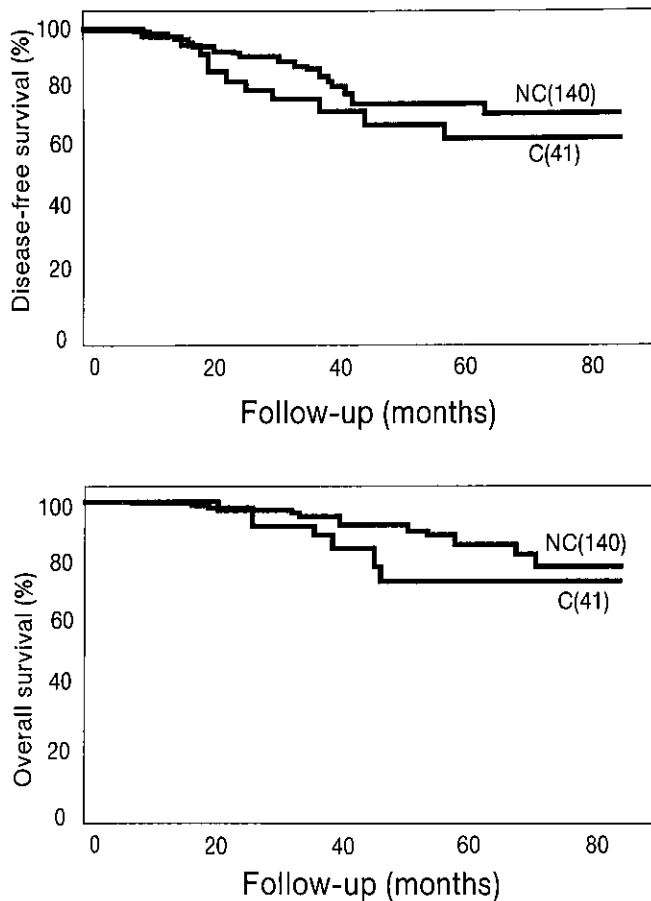 Disease-free survival (%)
100
80
60
40
20
0
NC(140)
C(41)
0 20 40 60 80
Follow-up (months)
Overall survival (%)
100
80
60
40
20
0
NC(140)
C(41)
0 20 40 60 80
Follow-up (months)